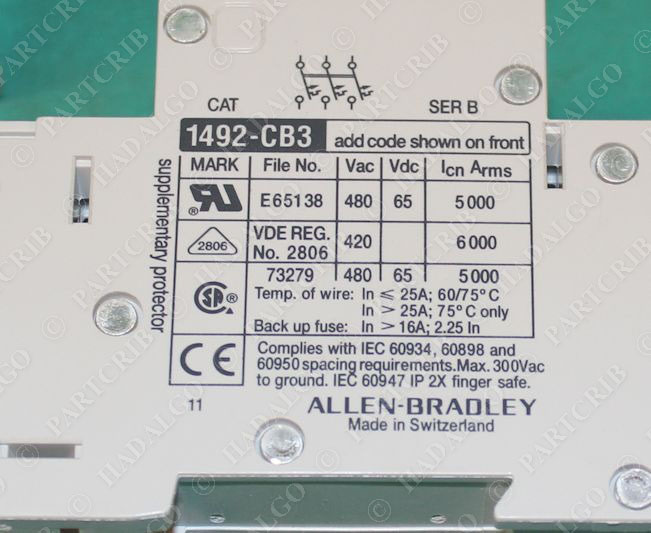 CAT SER B
1492-CB3 add code shown on front
MARK File No. Vac Vdc Icn Arms
® E65138 480 65 5000
2806 VDE REG. No. 2806 420 6000
73279 480 65 5000
® Temp. of wire: In ≤ 25A; 60/75°C
In > 25A; 75°C only
Back up fuse: In > 16A; 2.25 In
CE Complies with IEC 60934, 60898 and
60950 spacing requirements. Max. 300Vac
to ground. IEC 60947 IP 2X finger safe.
supplementary protector
11 ALLEN-BRADLEY
Made in Switzerland
© PARTCRIB
© HADALGO